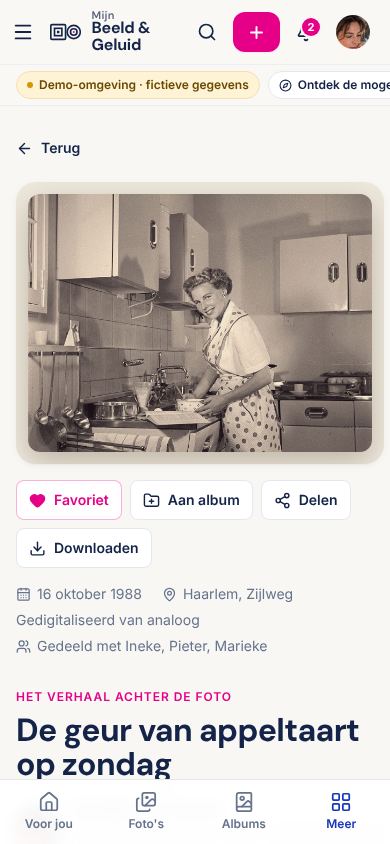 Mijn
Beeld &
Geluid
2
Demo-omgeving · fictieve gegevens
Ontdek de moge
Terug
Favoriet
Aan album
Delen
Downloaden
16 oktober 1988
Haarlem, Zijlweg
Gedigitaliseerd van analoog
Gedeeld met Ineke, Pieter, Marieke
HET VERHAAL ACHTER DE FOTO
De geur van appeltaart
op zondag
Voor jou
Foto's
Albums
Meer